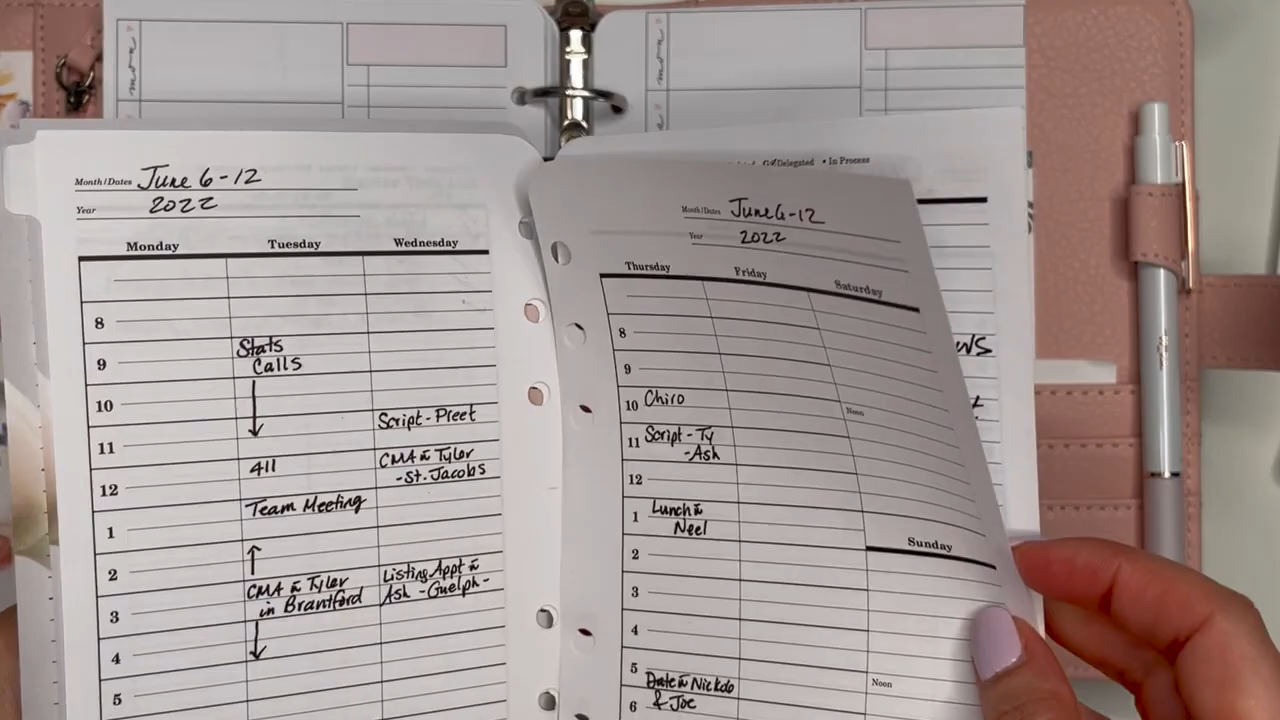 mon
mon
Month/Dates June 6-12
Year 2022
Monday Tuesday Wednesday
8
9
10
11
12
1
2
3
4
5
Stats
Calls
411
Team Meeting
CMA w̄ Tyler
in Brantford
Script - Preet
CMA w̄ Tyler
- St. Jacobs
Listing Appt w̄
Ash - Guelph -
Delegated • In Process
Month/Dates June 6-12
Year 2022
Thursday Friday Saturday
8
9
10
11
12
1
2
3
4
5
6
Chiro
Script - Ty
- Ash
Lunch w̄
Neel
Date w̄ Nickdo
& Joe
Noon
Sunday
Noon